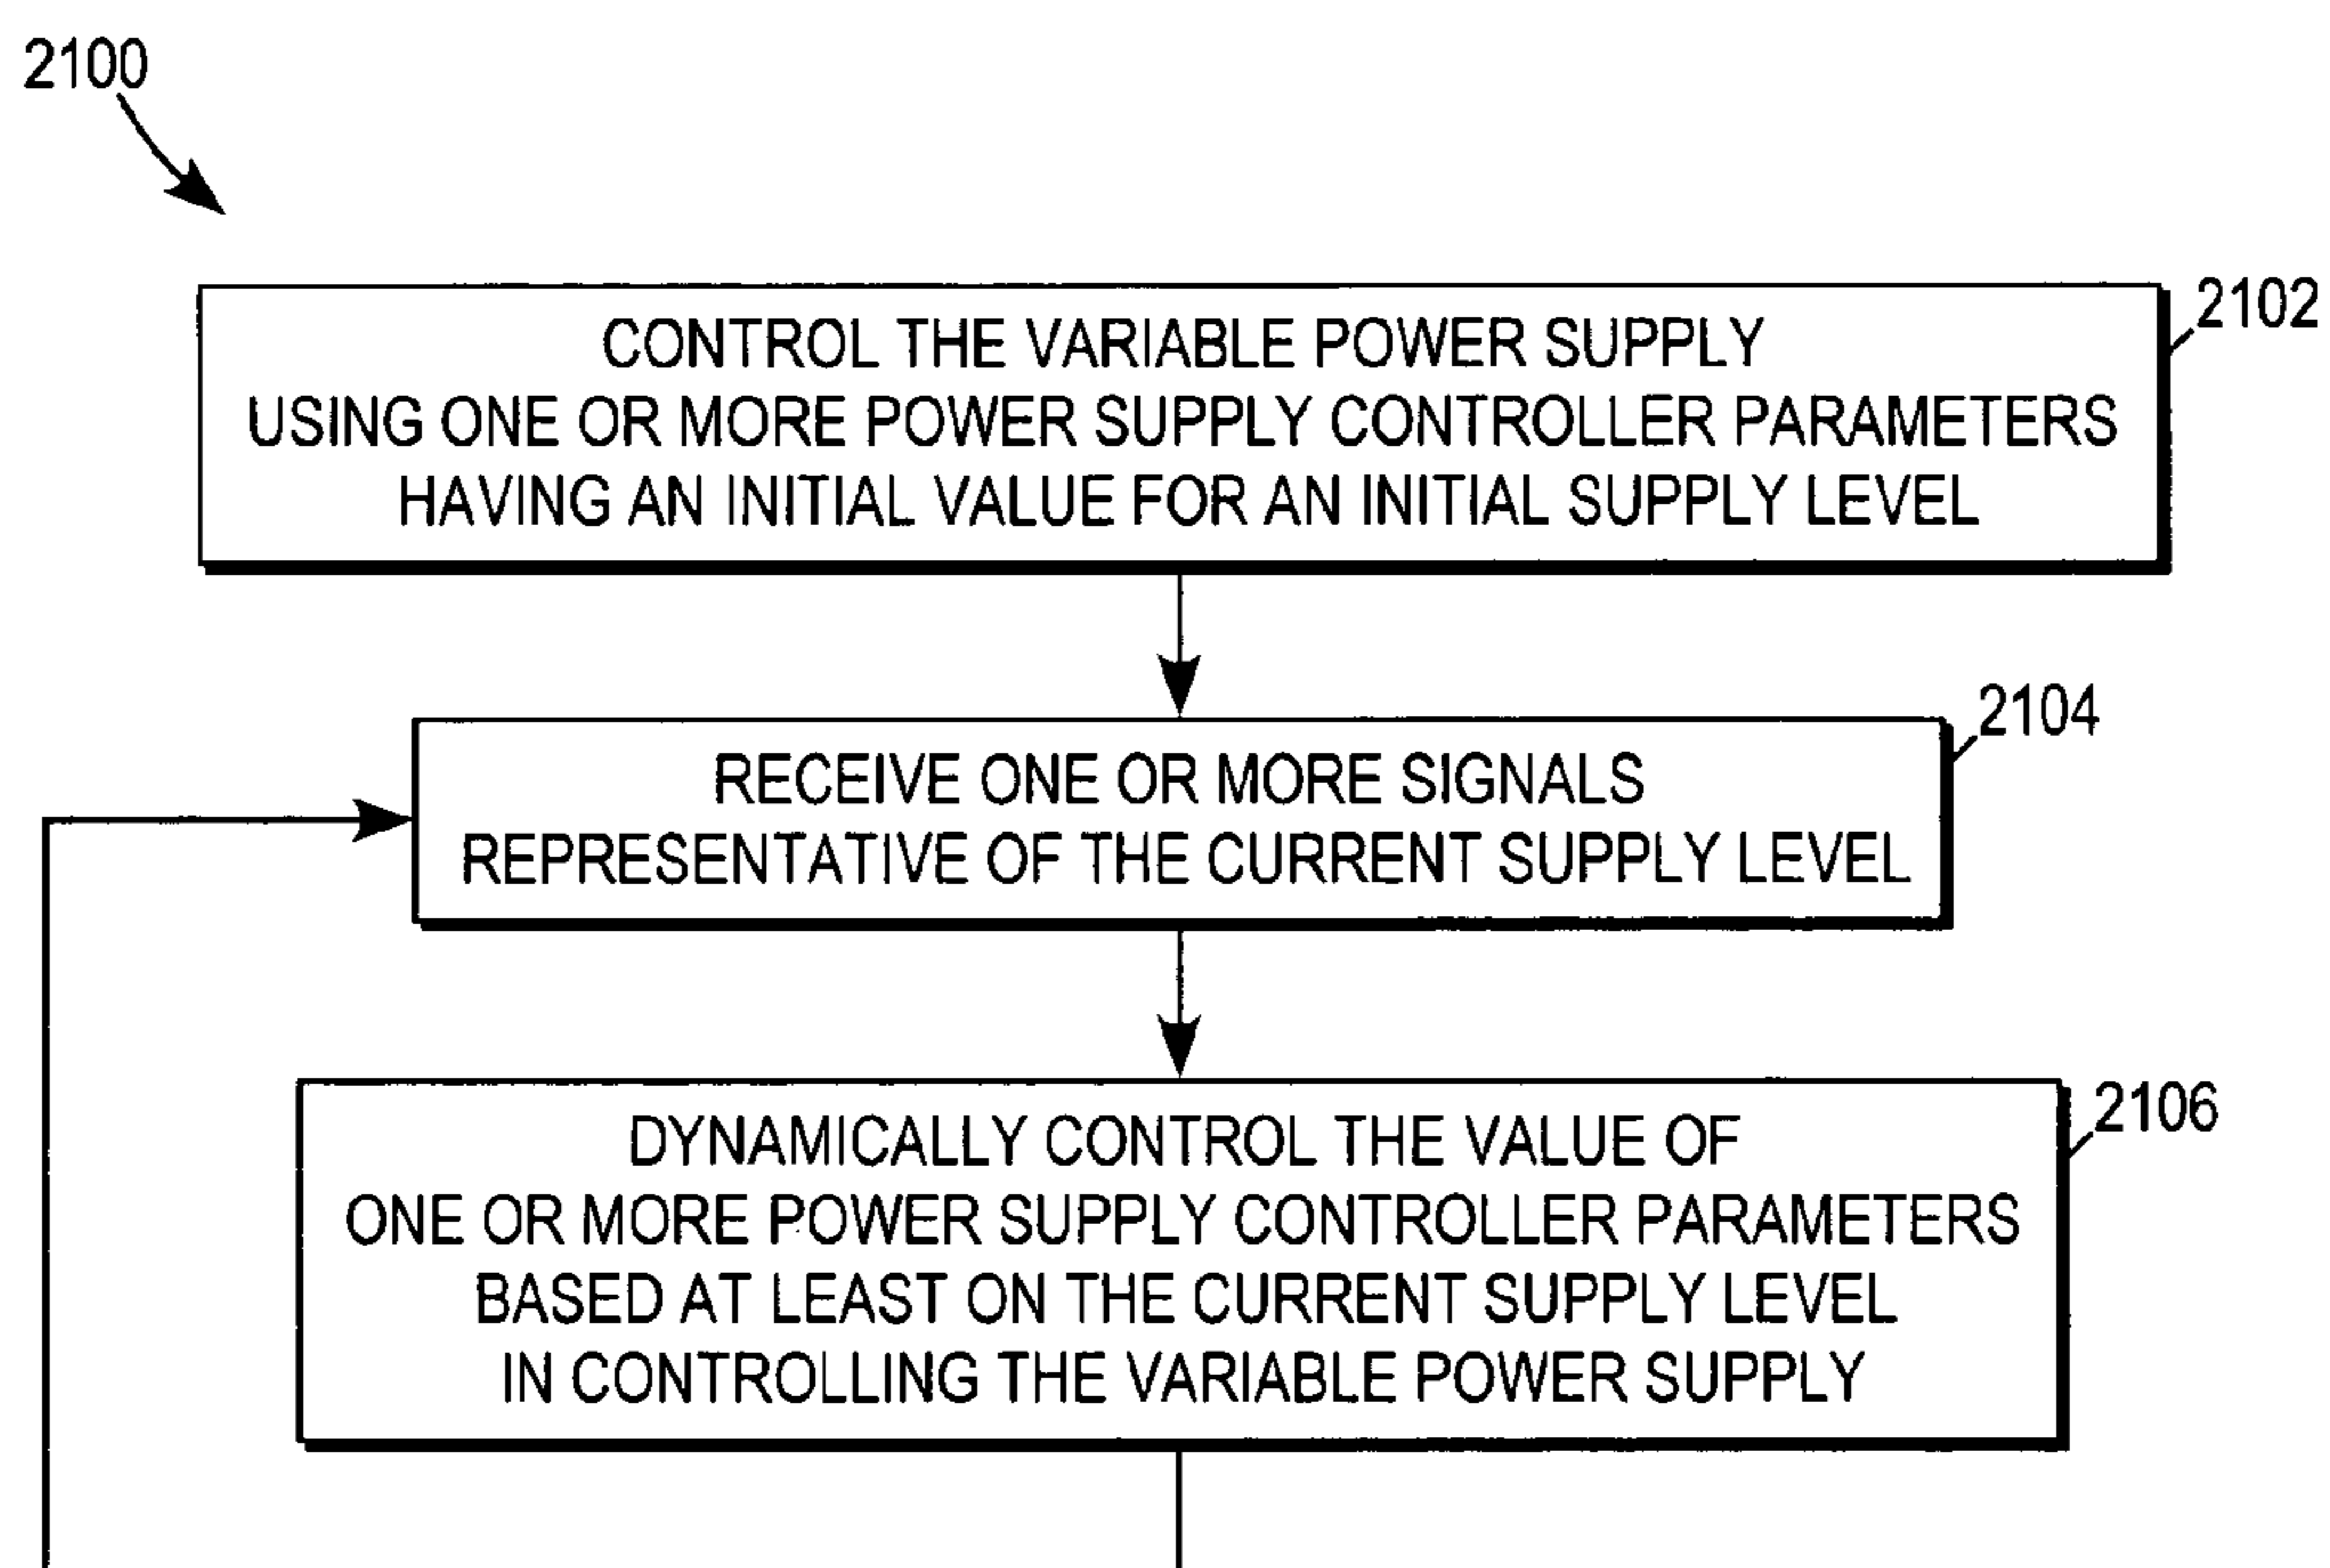 2100
2102
CONTROL THE VARIABLE POWER SUPPLY
USING ONE OR MORE POWER SUPPLY CONTROLLER PARAMETERS
HAVING AN INITIAL VALUE FOR AN INITIAL SUPPLY LEVEL
2104
RECEIVE ONE OR MORE SIGNALS
REPRESENTATIVE OF THE CURRENT SUPPLY LEVEL
2106
DYNAMICALLY CONTROL THE VALUE OF
ONE OR MORE POWER SUPPLY CONTROLLER PARAMETERS
BASED AT LEAST ON THE CURRENT SUPPLY LEVEL
IN CONTROLLING THE VARIABLE POWER SUPPLY